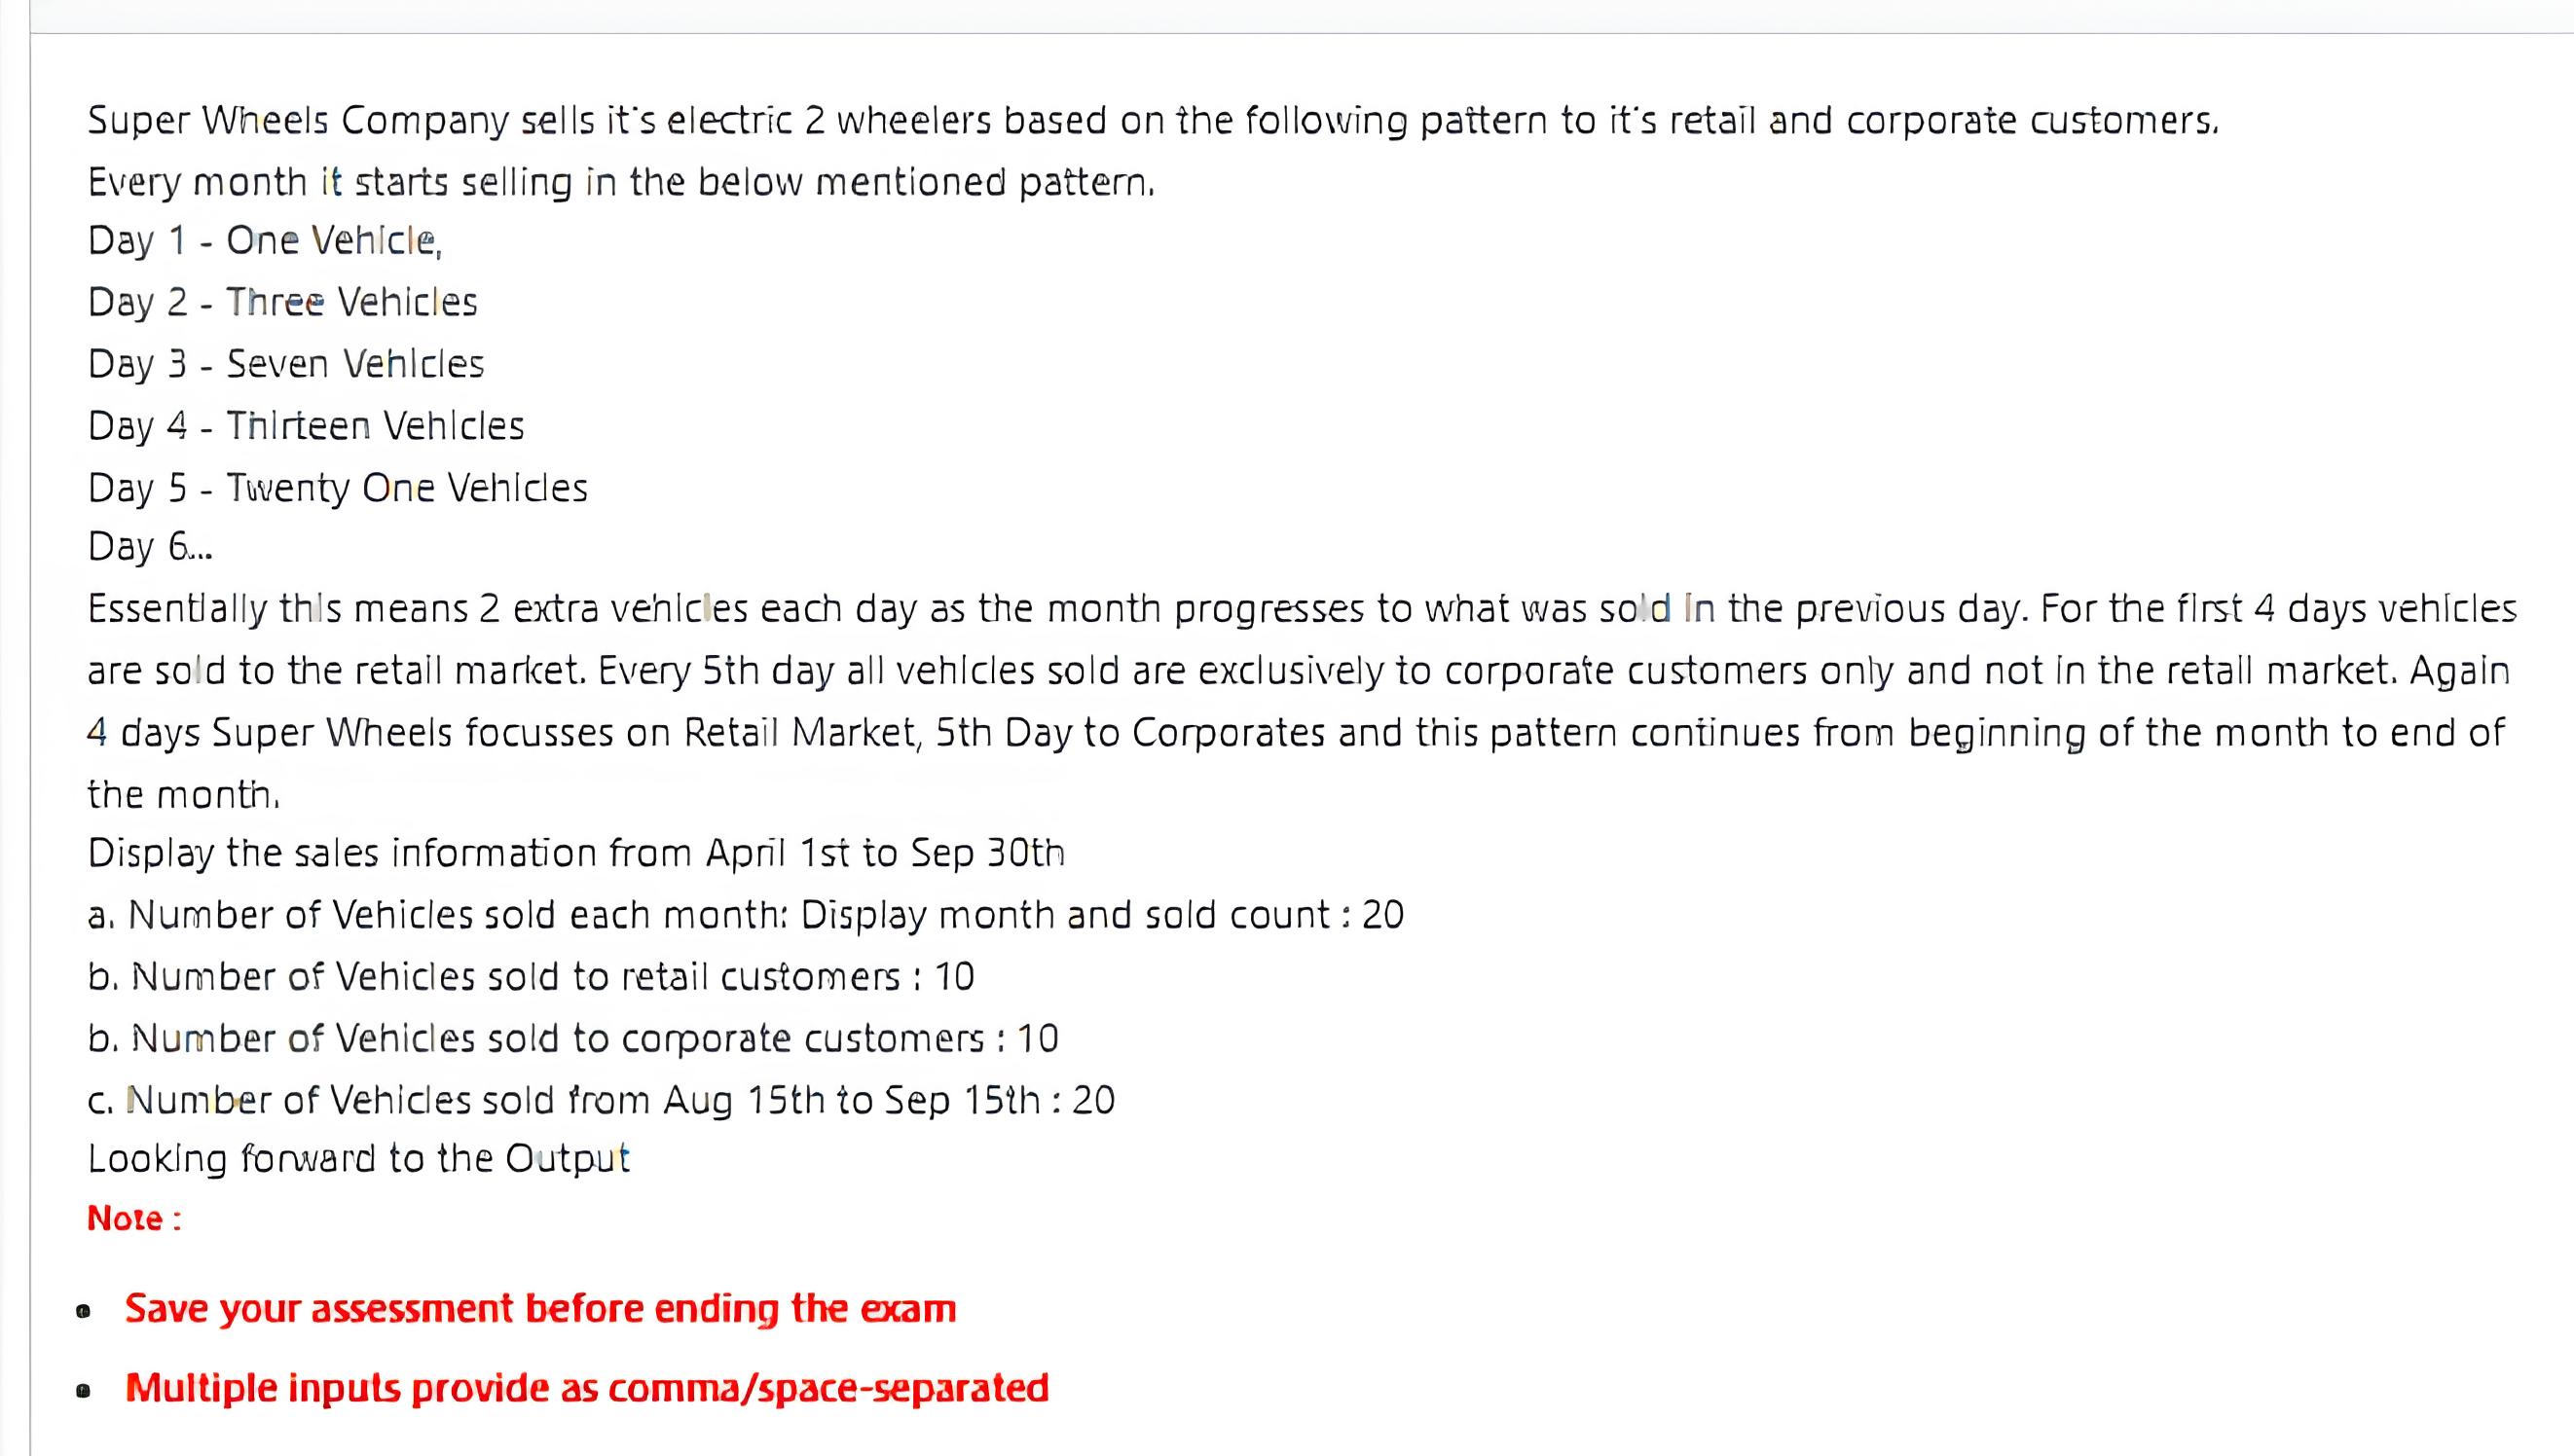 Super Wheels Company sells it's electric 2 wheelers based on the following pattern to it's retail and corporate customers.
Every month it starts selling in the below mentioned pattern.
Day 1 - One Vehicle,
Day 2 - Three Vehicles
Day 3 - Seven Vehicles
Day 4 - Thirteen Vehicles
Day 5 - Twenty One Vehicles
Day 6...
Essentially this means 2 extra vehicles each day as the month progresses to what was sold in the previous day. For the first 4 days vehicles
are sold to the retail market. Every 5th day all vehicles sold are exclusively to corporate customers only and not in the retail market. Again
4 days Super Wheels focusses on Retail Market, 5th Day to Corporates and this pattern continues from beginning of the month to end of
the month.
Display the sales information from April 1st to Sep 30th
a. Number of Vehicles sold each month: Display month and sold count : 20
b. Number of Vehicles sold to retail customers : 10
b. Number of Vehicles sold to corporate customers : 10
c. Number of Vehicles sold from Aug 15th to Sep 15th : 20
Looking forward to the Output
Note :
• Save your assessment before ending the exam
• Multiple inputs provide as comma/space-separated